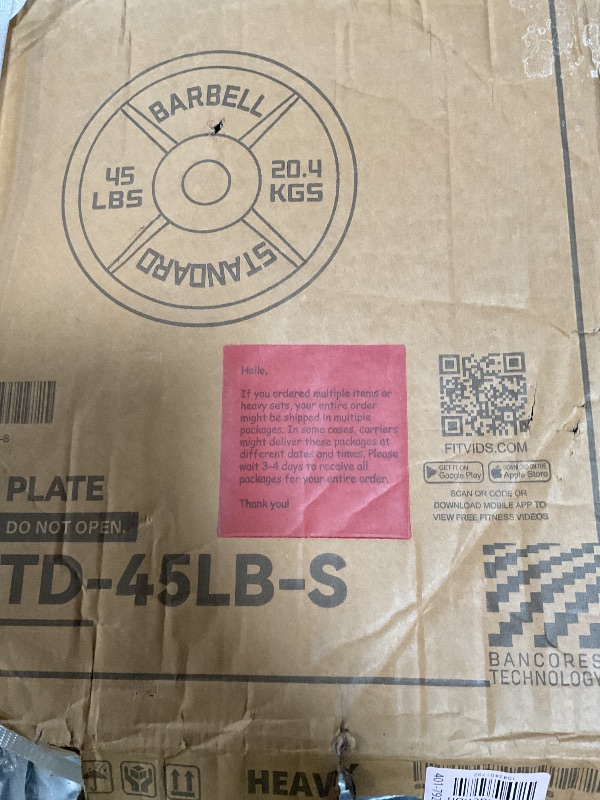 BARBELL
45
LBS
20.4
KGS
STANDARD
Hello,
If you ordered multiple items or
heavy sets, your entire order
might be shipped in multiple
packages. In some cases, carriers
might deliver these packages at
different dates and times. Please
wait 3-4 days to receive all
packages for your entire order.
Thank you!
FITVIDS.COM
GET IT ON
Google Play
Apple Store
SCAN QR CODE OR
DOWNLOAD MOBILE APP TO
VIEW FREE FITNESS VIDEOS
-S
PLATE
DO NOT OPEN.
TD-45LB-S
BANCORES
TECHNOLOGY
HEAVY